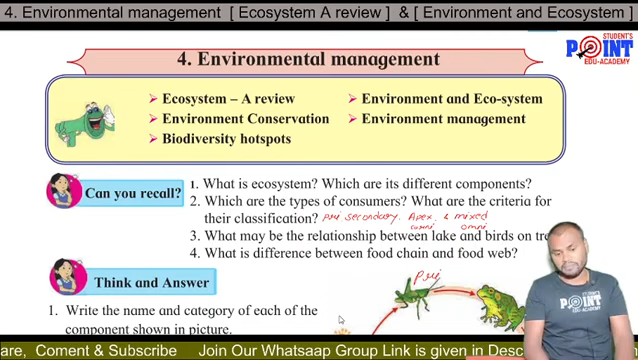 4. Environmental management [ Ecosystem A review ] & [ Environment and Ecosystem ]
STUDENT'S
POINT
EDU-ACADEMY
4. Environmental management
➢ Ecosystem – A review
➢ Environment and Eco-system
➢ Environment Conservation
➢ Environment management
➢ Biodiversity hotspots
Can you recall?
1. What is ecosystem? Which are its different components?
2. Which are the types of consumers? What are the criteria for
their classification? Pri secondary. Apex & mixed
carni omni
3. What may be the relationship between lake and birds on tre
4. What is difference between food chain and food web?
Think and Answer
pri
1. Write the name and category of each of the
component shown in picture.
POINT
are, Coment & Subscribe Join Our Whatsaap Group Link is given in Desc